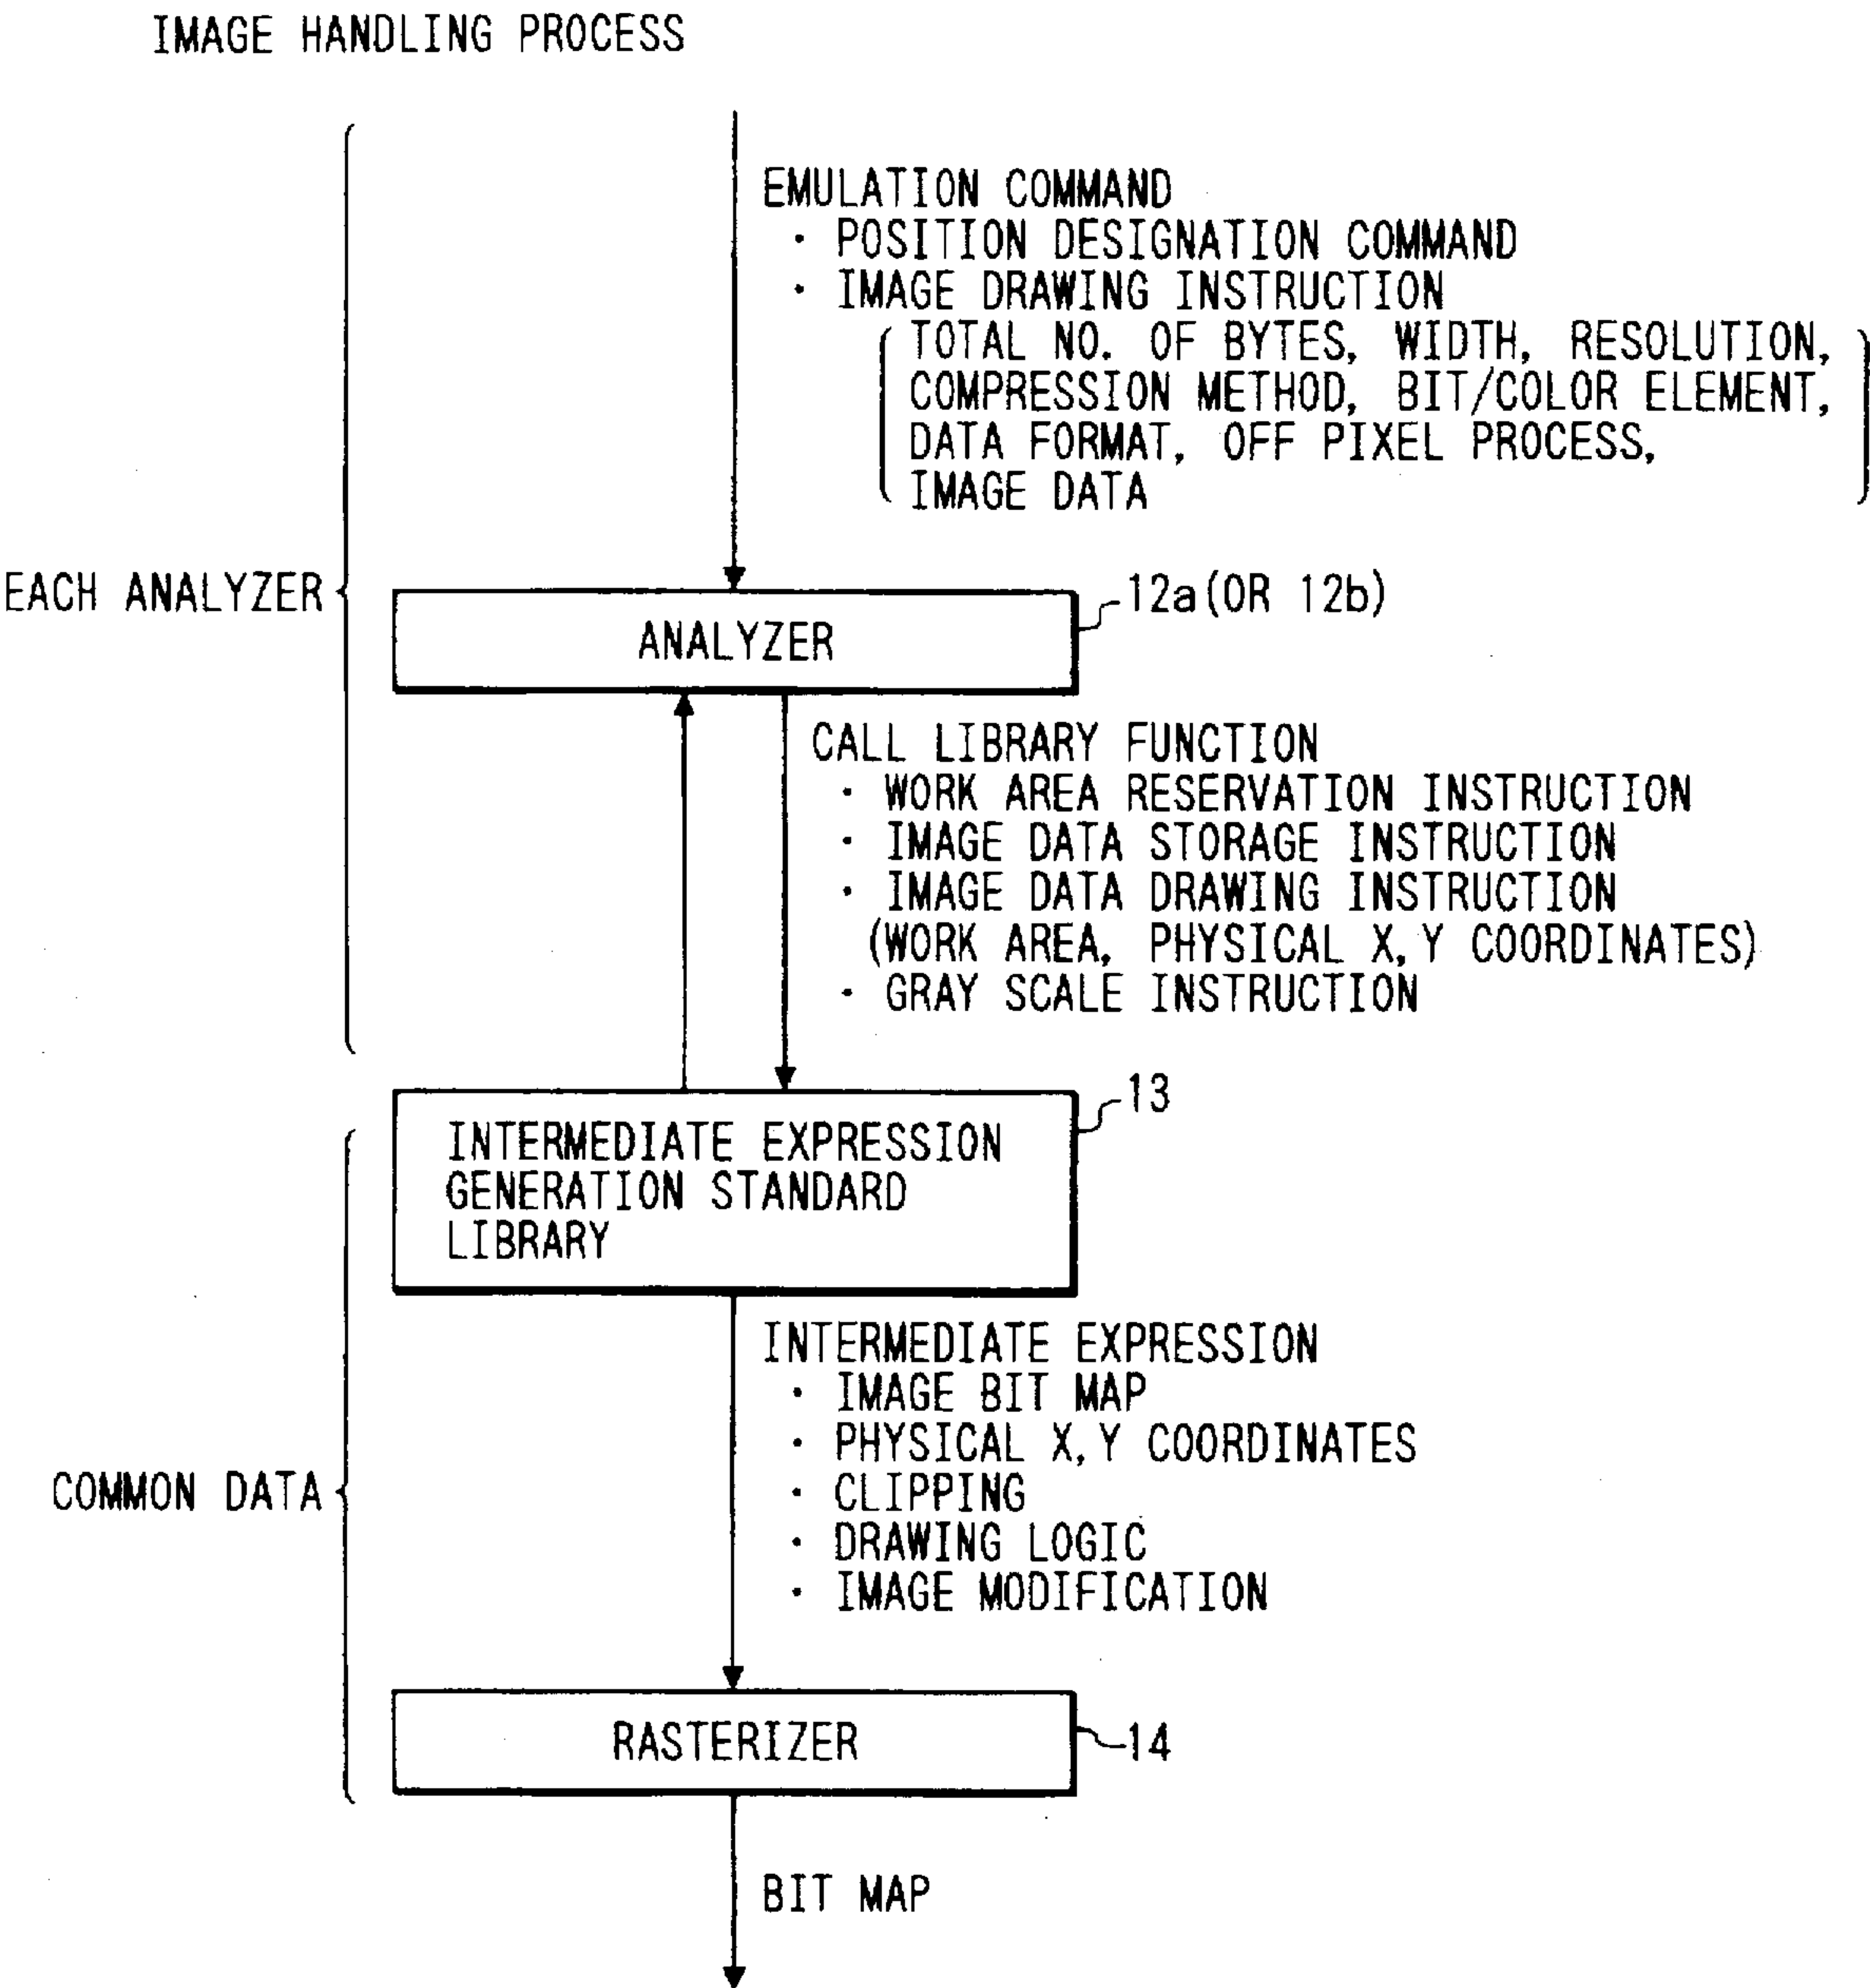 IMAGE HANDLING PROCESS
EMULATION COMMAND
· POSITION DESIGNATION COMMAND
· IMAGE DRAWING INSTRUCTION
TOTAL NO. OF BYTES, WIDTH, RESOLUTION,
COMPRESSION METHOD, BIT/COLOR ELEMENT,
DATA FORMAT, OFF PIXEL PROCESS,
IMAGE DATA
EACH ANALYZER
12a(OR 12b)
ANALYZER
CALL LIBRARY FUNCTION
· WORK AREA RESERVATION INSTRUCTION
· IMAGE DATA STORAGE INSTRUCTION
· IMAGE DATA DRAWING INSTRUCTION
(WORK AREA, PHYSICAL X,Y COORDINATES)
· GRAY SCALE INSTRUCTION
13
INTERMEDIATE EXPRESSION
GENERATION STANDARD
LIBRARY
INTERMEDIATE EXPRESSION
· IMAGE BIT MAP
· PHYSICAL X,Y COORDINATES
· CLIPPING
· DRAWING LOGIC
· IMAGE MODIFICATION
COMMON DATA
RASTERIZER
14
BIT MAP